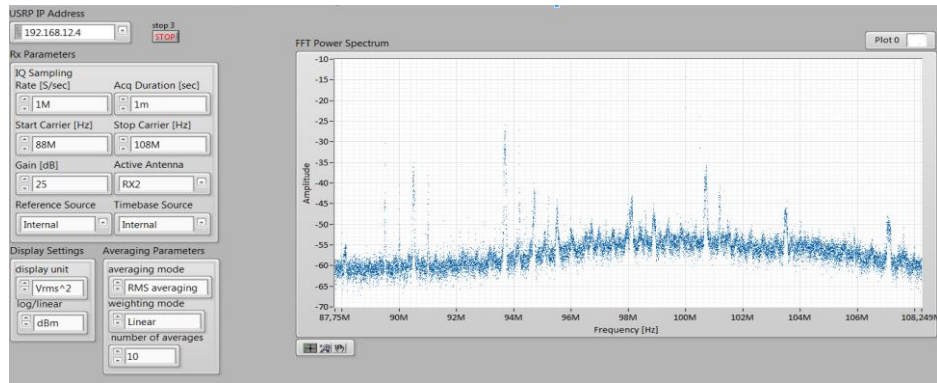 USRP IP Address
192.168.12.4
stop 3
STOP
Rx Parameters
IQ Sampling
Rate [S/sec] Acq Duration [sec]
1M 1m
Start Carrier [Hz] Stop Carrier [Hz]
88M 108M
Gain [dB] Active Antenna
25 RX2
Reference Source Timebase Source
Internal Internal
Display Settings Averaging Parameters
display unit averaging mode
Vrms^2 RMS averaging
log/linear weighting mode
dBm Linear
number of averages
10
FFT Power Spectrum
Plot 0
Amplitude
-10
-15
-20
-25
-30
-35
-40
-45
-50
-55
-60
-65
-70
87,75M 90M 92M 94M 96M 98M 100M 102M 104M 106M 108,249M
Frequency [Hz]